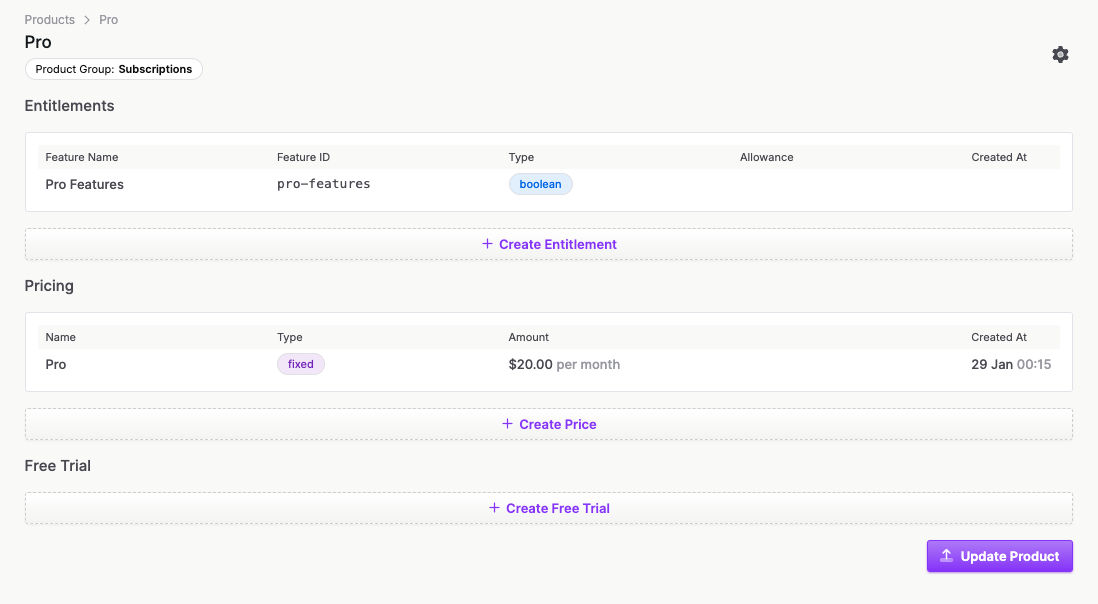 Products > Pro
Pro
Product Group: Subscriptions
Entitlements
Feature Name Feature ID Type Allowance Created At
Pro Features pro-features boolean
+ Create Entitlement
Pricing
Name Type Amount Created At
Pro fixed $20.00 per month 29 Jan 00:15
+ Create Price
Free Trial
+ Create Free Trial
Update Product